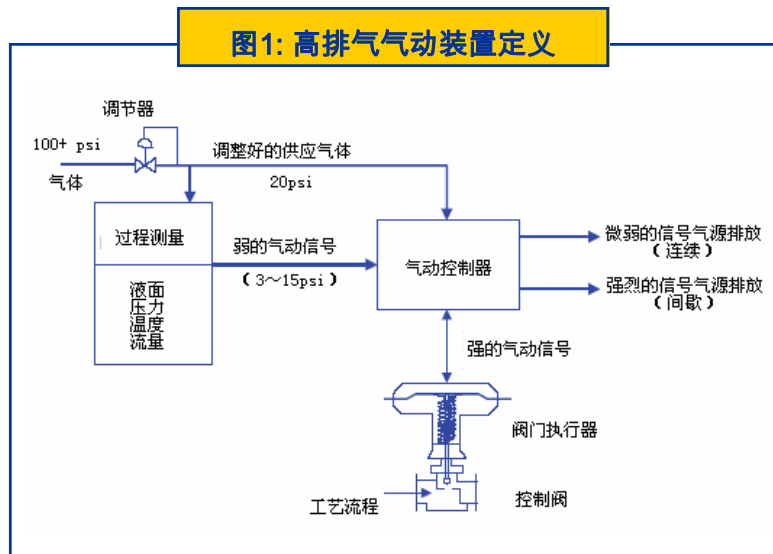 图1: 高排气气动装置定义
调节器
100+ psi
气体
调整好的供应气体
20psi
过程测量
液面
压力
温度
流量
弱的气动信号
(3～15psi)
气动控制器
微弱的信号气源排放
(连续)
强烈的信号气源排放
(间歇)
强的气动信号
阀门执行器
工艺流程
控制阀